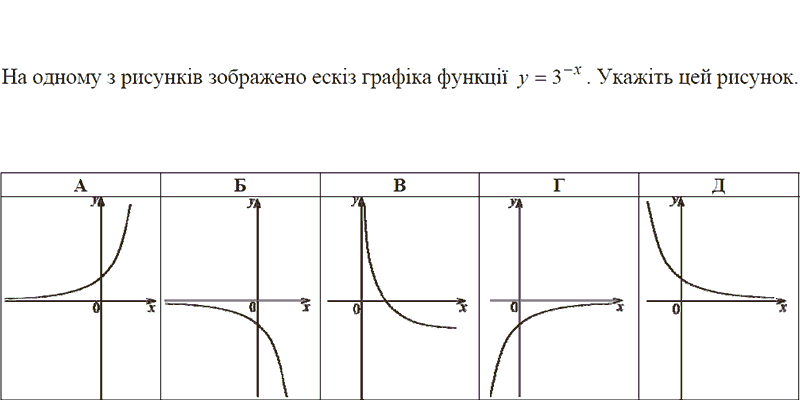 На одному з рисунків зображено ескіз графіка функції y = 3⁻ˣ . Укажіть цей рисунок.
А Б В Г Д
y y y y y
0 x 0 x 0 x 0 x 0 x